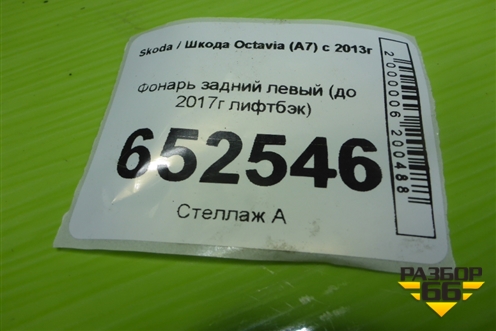 Skoda / Шкода Octavia (A7) с 2013г
Фонарь задний левый (до
2017г лифтбэк)
652546
Стеллаж А
2000006200488
РАЗБОР
66